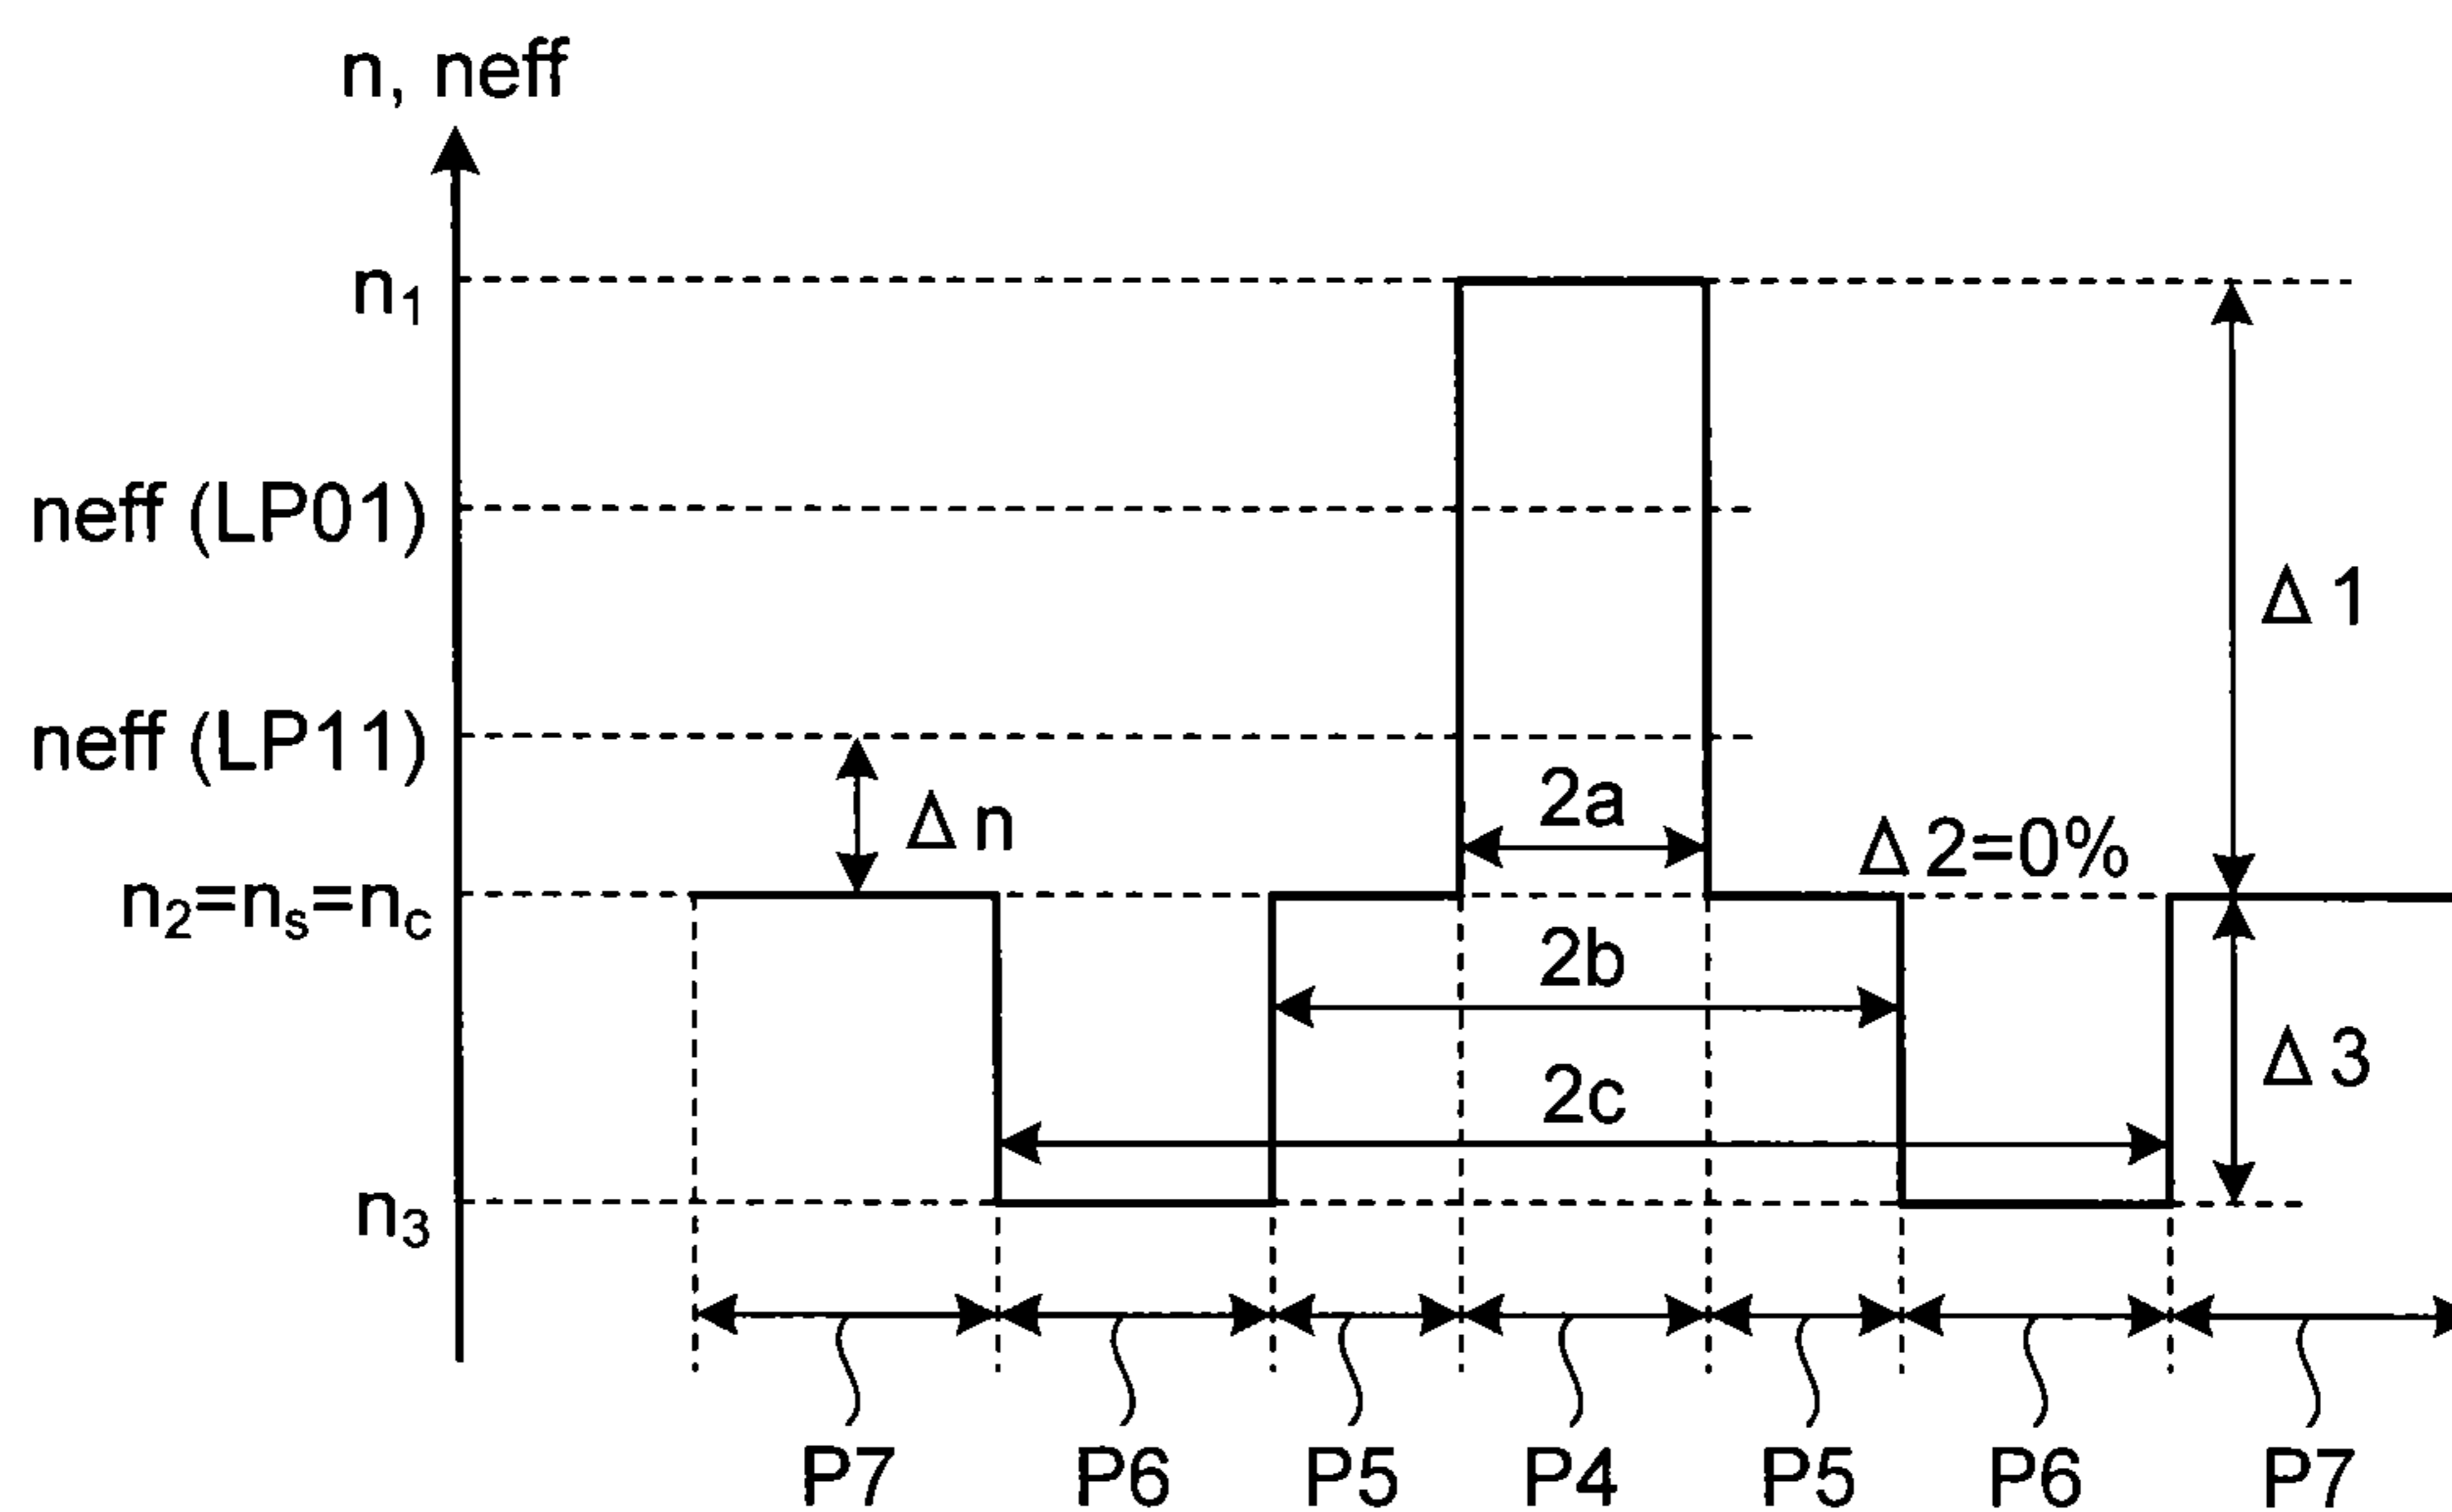 n, neff
n₁
neff (LP01)
Δ1
neff (LP11)
2a
Δn
Δ2=0%
n₂=nₛ=n꜀
2b
Δ3
2c
n₃
P7 P6 P5 P4 P5 P6 P7